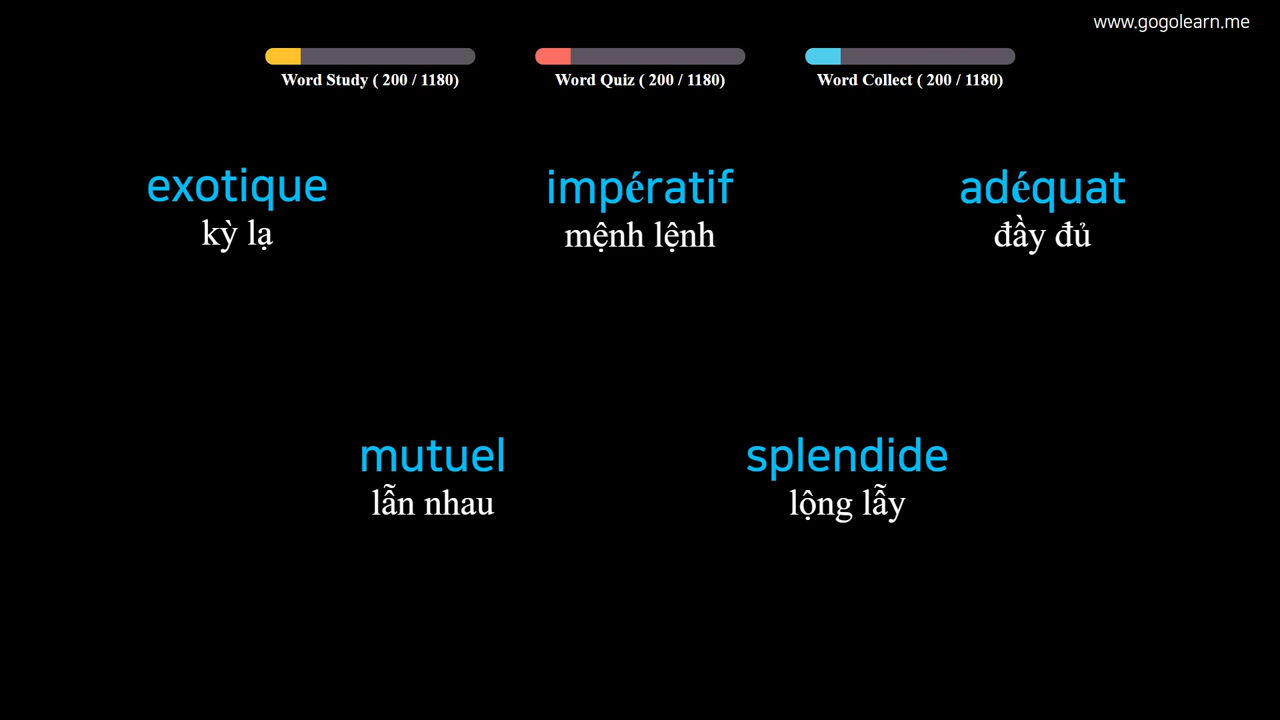 www.gogolearn.me
Word Study ( 200 / 1180)
Word Quiz ( 200 / 1180)
Word Collect ( 200 / 1180)
exotique
kỳ lạ
impératif
mệnh lệnh
adéquat
đầy đủ
mutuel
lẫn nhau
splendide
lộng lẫy